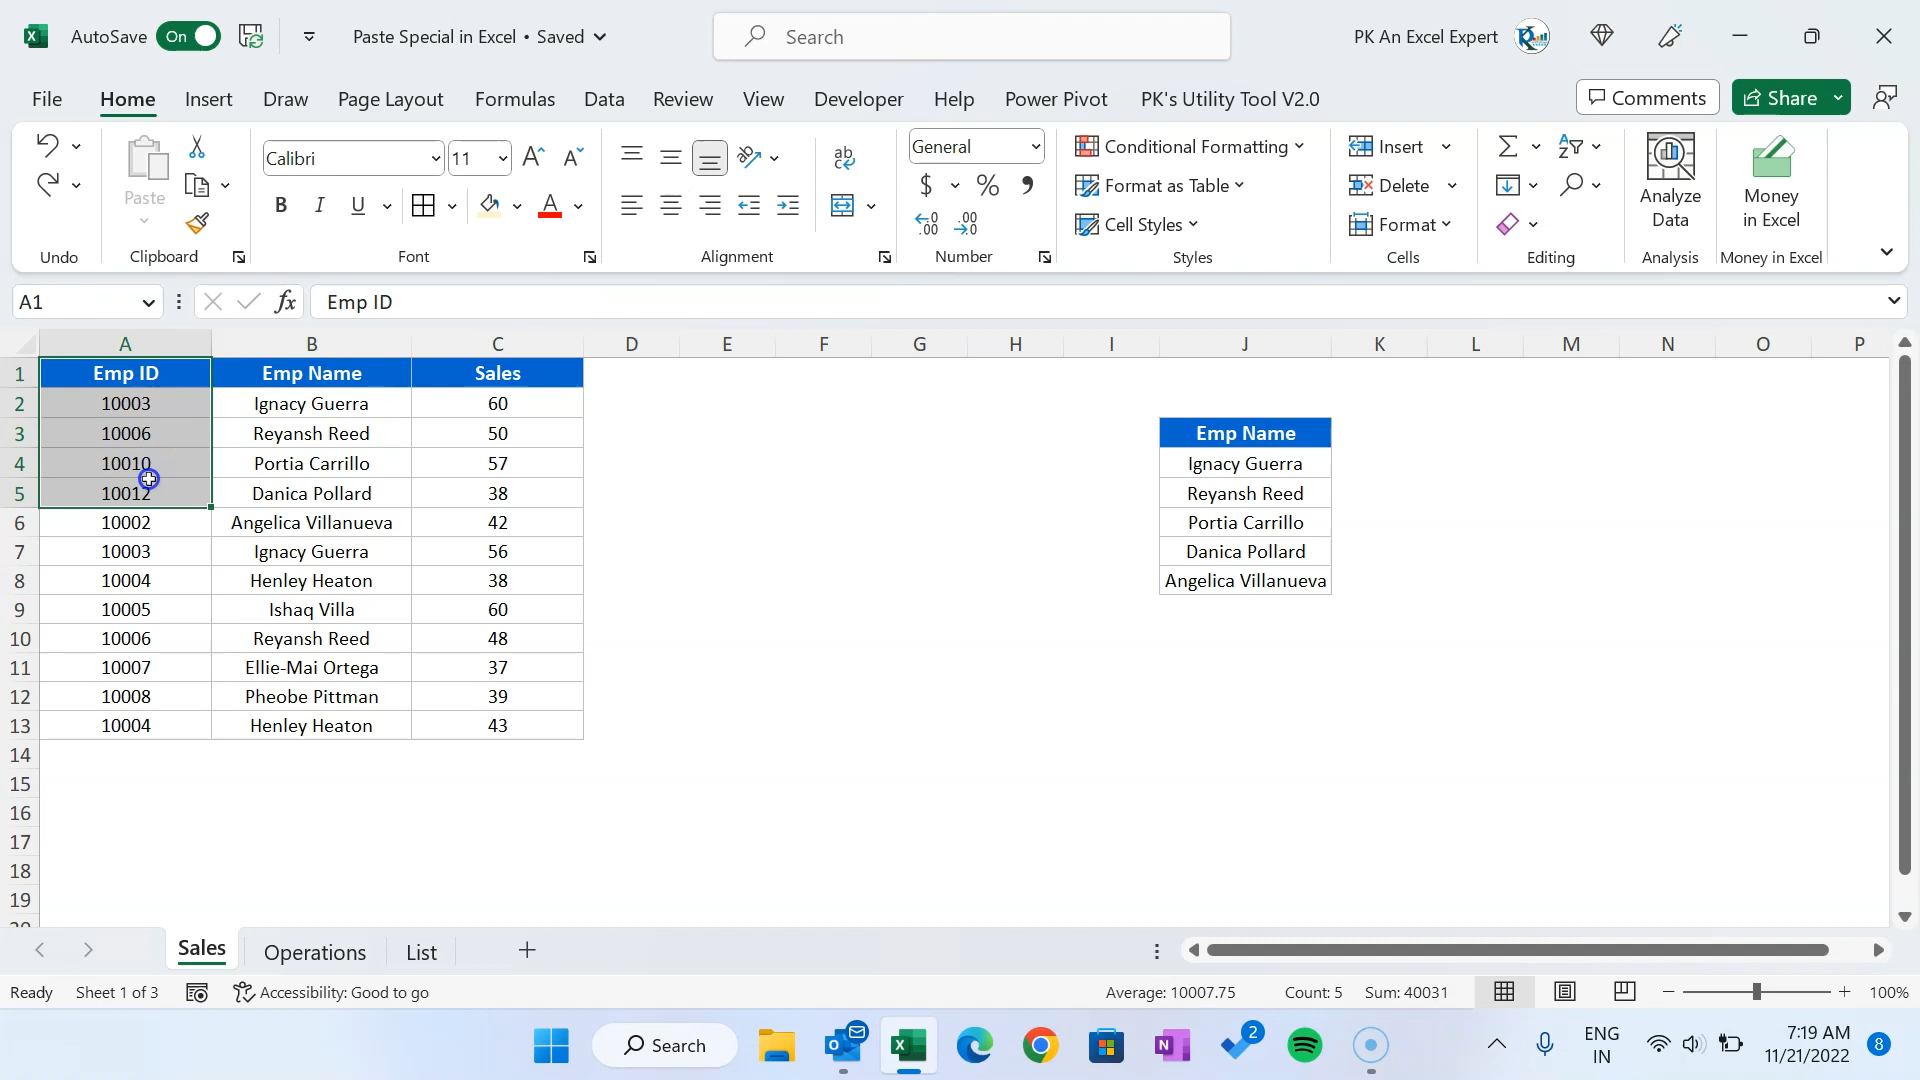 AutoSave On Paste Special in Excel • Saved Search PK An Excel Expert
File Home Insert Draw Page Layout Formulas Data Review View Developer Help Power Pivot PK's Utility Tool V2.0 Comments Share
Calibri 11 General Conditional Formatting Insert
Paste $ % Format as Table Delete Analyze Data Money in Excel
B I U Cell Styles Format
Undo Clipboard Font Alignment Number Styles Cells Editing Analysis Money in Excel
A1 fx Emp ID
A B C D E F G H I J K L M N O P
1 Emp ID Emp Name Sales
2 10003 Ignacy Guerra 60
3 10006 Reyansh Reed 50 Emp Name
4 10010 Portia Carrillo 57 Ignacy Guerra
5 10012 Danica Pollard 38 Reyansh Reed
6 10002 Angelica Villanueva 42 Portia Carrillo
7 10003 Ignacy Guerra 56 Danica Pollard
8 10004 Henley Heaton 38 Angelica Villanueva
9 10005 Ishaq Villa 60
10 10006 Reyansh Reed 48
11 10007 Ellie-Mai Ortega 37
12 10008 Pheobe Pittman 39
13 10004 Henley Heaton 43
14
15
16
17
18
19
Sales Operations List
Ready Sheet 1 of 3 Accessibility: Good to go Average: 10007.75 Count: 5 Sum: 40031 100%
Search 2 ENG 7:19 AM 8
IN 11/21/2022